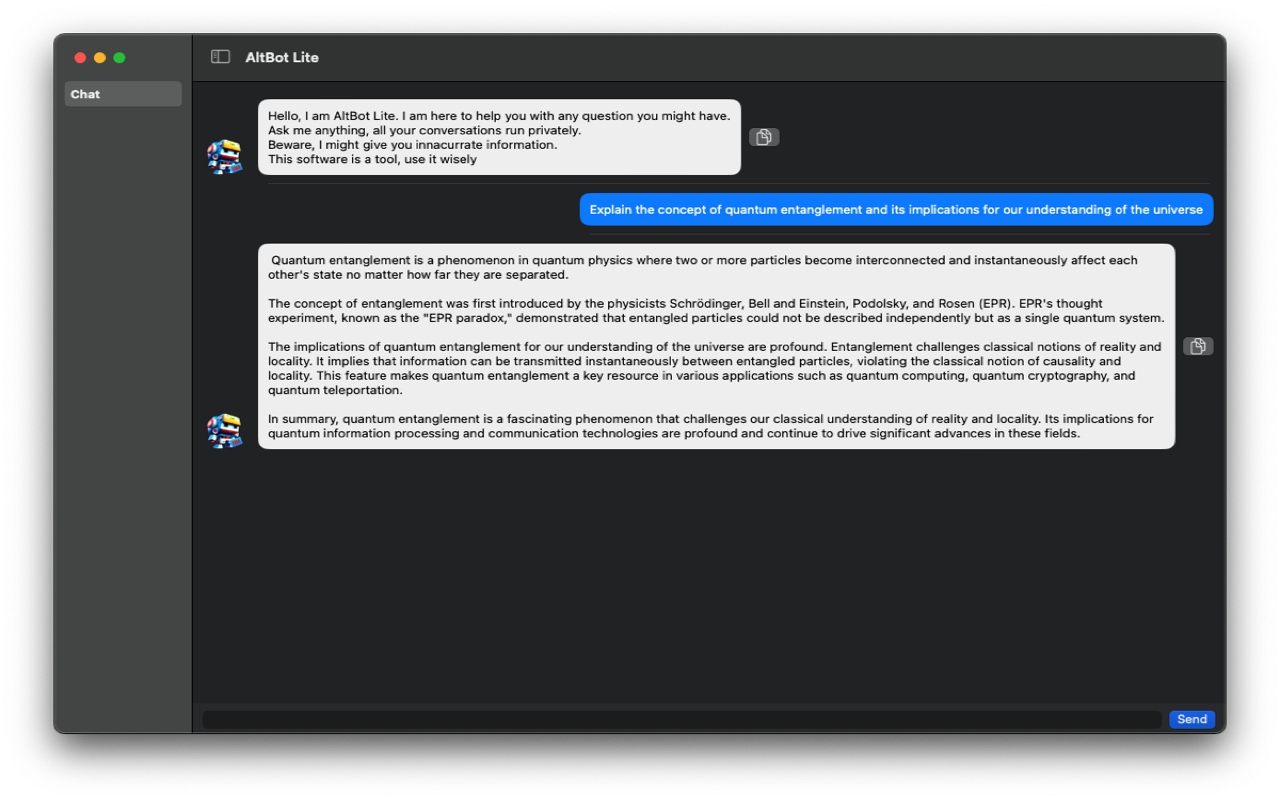 AltBot Lite
Chat
Hello, I am AltBot Lite. I am here to help you with any question you might have.
Ask me anything, all your conversations run privately.
Beware, I might give you innacurrate information.
This software is a tool, use it wisely
Explain the concept of quantum entanglement and its implications for our understanding of the universe
Quantum entanglement is a phenomenon in quantum physics where two or more particles become interconnected and instantaneously affect each
other's state no matter how far they are separated.
The concept of entanglement was first introduced by the physicists Schrödinger, Bell and Einstein, Podolsky, and Rosen (EPR). EPR's thought
experiment, known as the "EPR paradox," demonstrated that entangled particles could not be described independently but as a single quantum system.
The implications of quantum entanglement for our understanding of the universe are profound. Entanglement challenges classical notions of reality and
locality. It implies that information can be transmitted instantaneously between entangled particles, violating the classical notion of causality and
locality. This feature makes quantum entanglement a key resource in various applications such as quantum computing, quantum cryptography, and
quantum teleportation.
In summary, quantum entanglement is a fascinating phenomenon that challenges our classical understanding of reality and locality. Its implications for
quantum information processing and communication technologies are profound and continue to drive significant advances in these fields.
Send